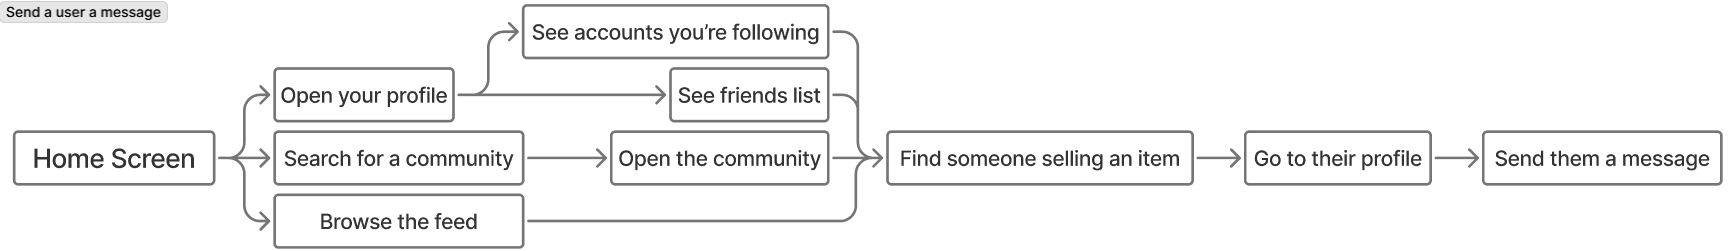 Send a user a message
See accounts you're following
Open your profile
See friends list
Home Screen
Search for a community
Open the community
Find someone selling an item
Go to their profile
Send them a message
Browse the feed